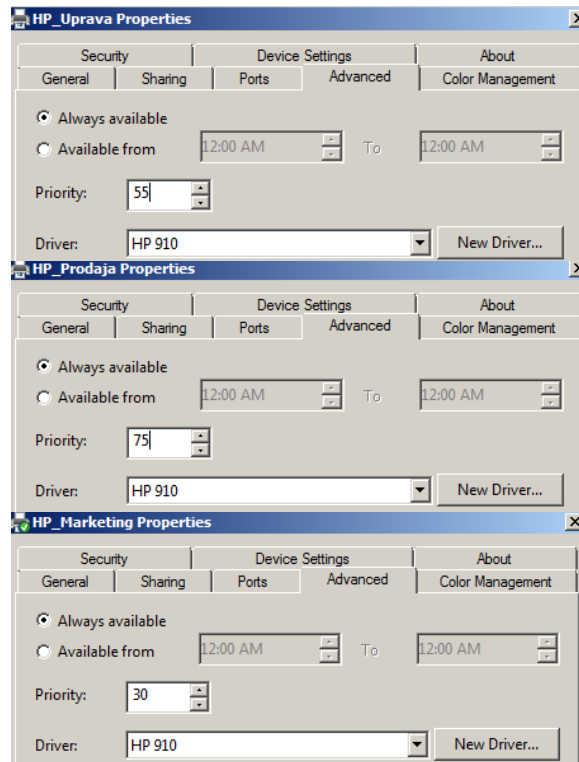 HP_Uprava Properties
Security Device Settings About
General Sharing Ports Advanced Color Management
Always available
Available from 12:00 AM To 12:00 AM
Priority: 55
Driver: HP 910 New Driver...
HP_Prodaja Properties
Security Device Settings About
General Sharing Ports Advanced Color Management
Always available
Available from 12:00 AM To 12:00 AM
Priority: 75
Driver: HP 910 New Driver...
HP_Marketing Properties
Security Device Settings About
General Sharing Ports Advanced Color Management
Always available
Available from 12:00 AM To 12:00 AM
Priority: 30
Driver: HP 910 New Driver...